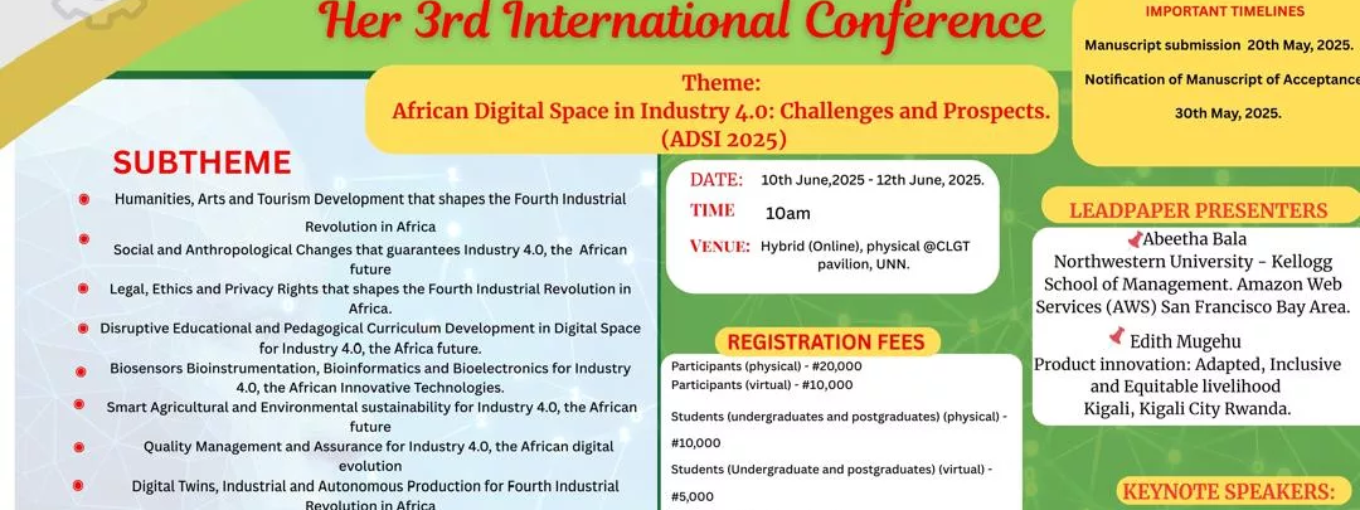 Her 3rd International Conference
Theme:
African Digital Space in Industry 4.0: Challenges and Prospects.
(ADSI 2025)
IMPORTANT TIMELINES
Manuscript submission 20th May, 2025.
Notification of Manuscript of Acceptance
30th May, 2025.
SUBTHEME
Humanities, Arts and Tourism Development that shapes the Fourth Industrial
Revolution in Africa
Social and Anthropological Changes that guarantees Industry 4.0, the African
future
Legal, Ethics and Privacy Rights that shapes the Fourth Industrial Revolution in
Africa.
Disruptive Educational and Pedagogical Curriculum Development in Digital Space
for Industry 4.0, the Africa future.
Biosensors Bioinstrumentation, Bioinformatics and Bioelectronics for Industry
4.0, the African Innovative Technologies.
Smart Agricultural and Environmental sustainability for Industry 4.0, the African
future
Quality Management and Assurance for Industry 4.0, the African digital
evolution
Digital Twins, Industrial and Autonomous Production for Fourth Industrial
Revolution in Africa
DATE: 10th June,2025 - 12th June, 2025.
TIME 10am
VENUE: Hybrid (Online), physical @CLGT
pavilion, UNN.
REGISTRATION FEES
Participants (physical) - #20,000
Participants (virtual) - #10,000
Students (undergraduates and postgraduates) (physical) -
#10,000
Students (Undergraduate and postgraduates) (virtual) -
#5,000
LEADPAPER PRESENTERS
Abeetha Bala
Northwestern University - Kellogg
School of Management. Amazon Web
Services (AWS) San Francisco Bay Area.
Edith Mugehu
Product innovation: Adapted, Inclusive
and Equitable livelihood
Kigali, Kigali City Rwanda.
KEYNOTE SPEAKERS: